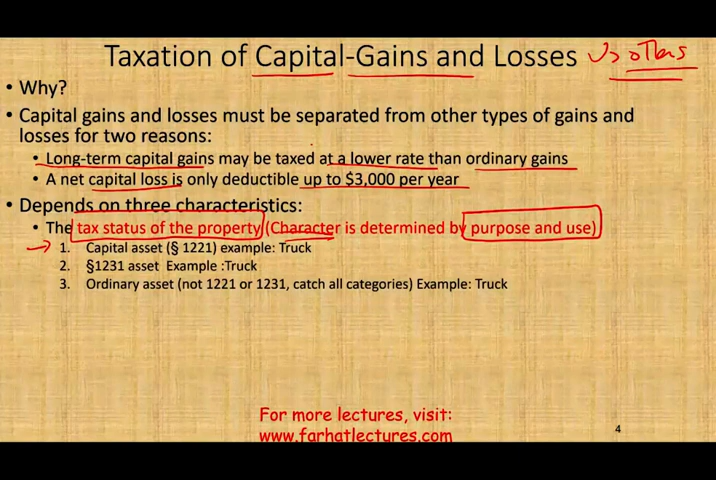 Taxation of Capital-Gains and Losses Vs others
• Why?
• Capital gains and losses must be separated from other types of gains and
losses for two reasons:
• Long-term capital gains may be taxed at a lower rate than ordinary gains
• A net capital loss is only deductible up to $3,000 per year
• Depends on three characteristics:
• The tax status of the property (Character is determined by purpose and use)
1. Capital asset (§ 1221) example: Truck
2. §1231 asset Example :Truck
3. Ordinary asset (not 1221 or 1231, catch all categories) Example: Truck
For more lectures, visit:
www.farhatlectures.com
4